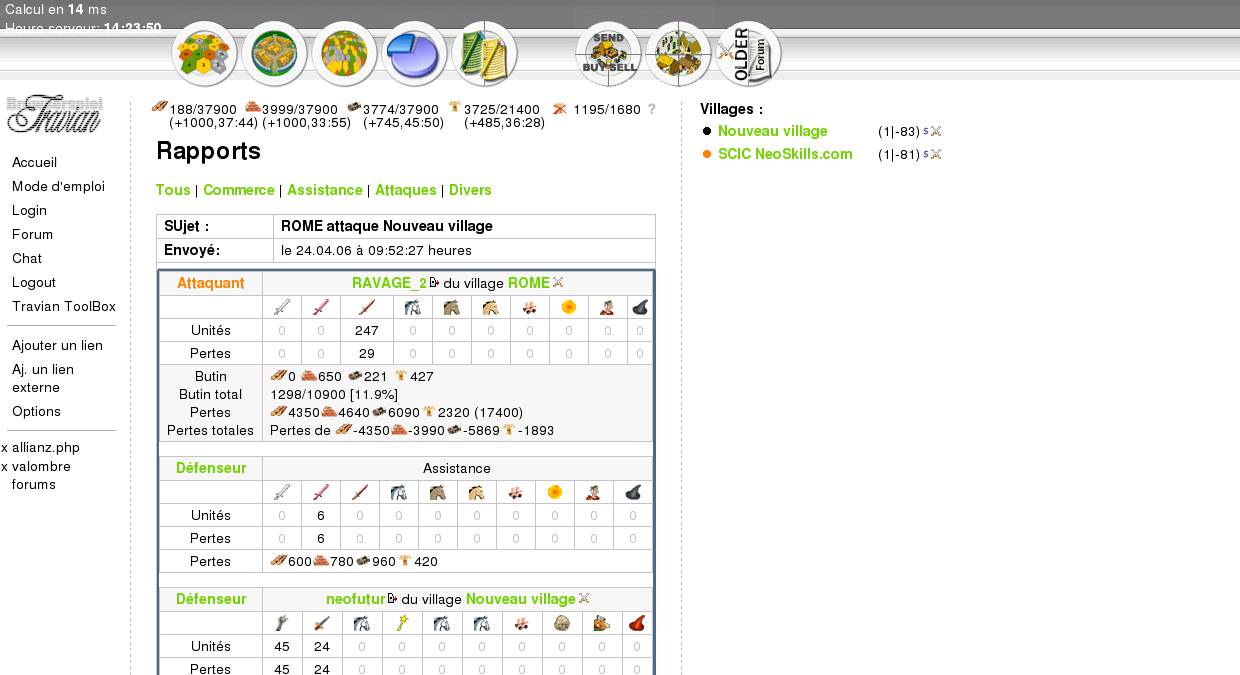 Calcul en 14 ms
Heure serveur: 14:23:50
SEND
BUY SELL
OLDER
Forum
Travian
188/37900 3999/37900 3774/37900 3725/21400 1195/1680 ?
(+1000,37:44) (+1000,33:55) (+745,45:50) (+485,36:28)
Accueil
Mode d'emploi
Login
Forum
Chat
Logout
Travian ToolBox
Ajouter un lien
Aj. un lien
externe
Options
x allianz.php
x valombre
forums
Rapports
Tous | Commerce | Assistance | Attaques | Divers
SUjet : ROME attaque Nouveau village
Envoyé: le 24.04.06 à 09:52:27 heures
Attaquant RAVAGE_2 du village ROME
Unités 0 0 247 0 0 0 0 0 0 0
Pertes 0 0 29 0 0 0 0 0 0 0
Butin 0 650 221 427
Butin total 1298/10900 [11.9%]
Pertes 4350 4640 6090 2320 (17400)
Pertes totales Pertes de -4350 -3990 -5869 -1893
Défenseur Assistance
Unités 0 6 0 0 0 0 0 0 0 0
Pertes 0 6 0 0 0 0 0 0 0 0
Pertes 600 780 960 420
Défenseur neofutur du village Nouveau village
Unités 45 24 0 0 0 0 0 0 0 0
Pertes 45 24 0 0 0 0 0 0 0 0
Villages :
Nouveau village (1|-83) $
SCIC NeoSkills.com (1|-81) $